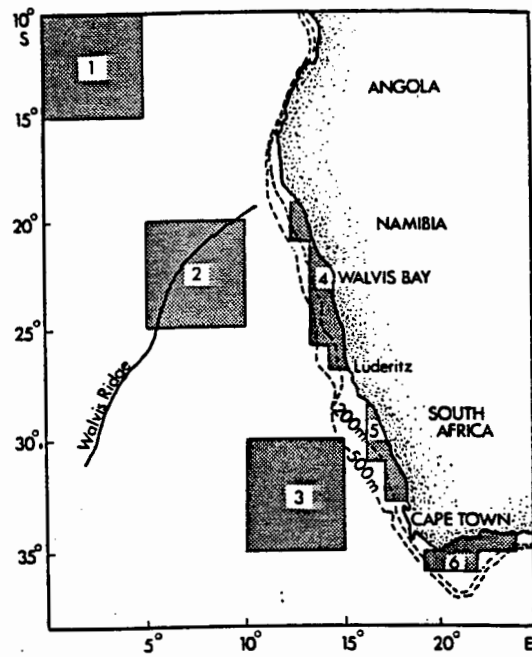 10°
S
1
ANGOLA
15°
20°
NAMIBIA
2
4
WALVIS BAY
25°
Luderitz
Walvis Ridge
200m
500m
5
SOUTH
AFRICA
30°
3
CAPE TOWN
35°
6
5°
10°
15°
20°
E